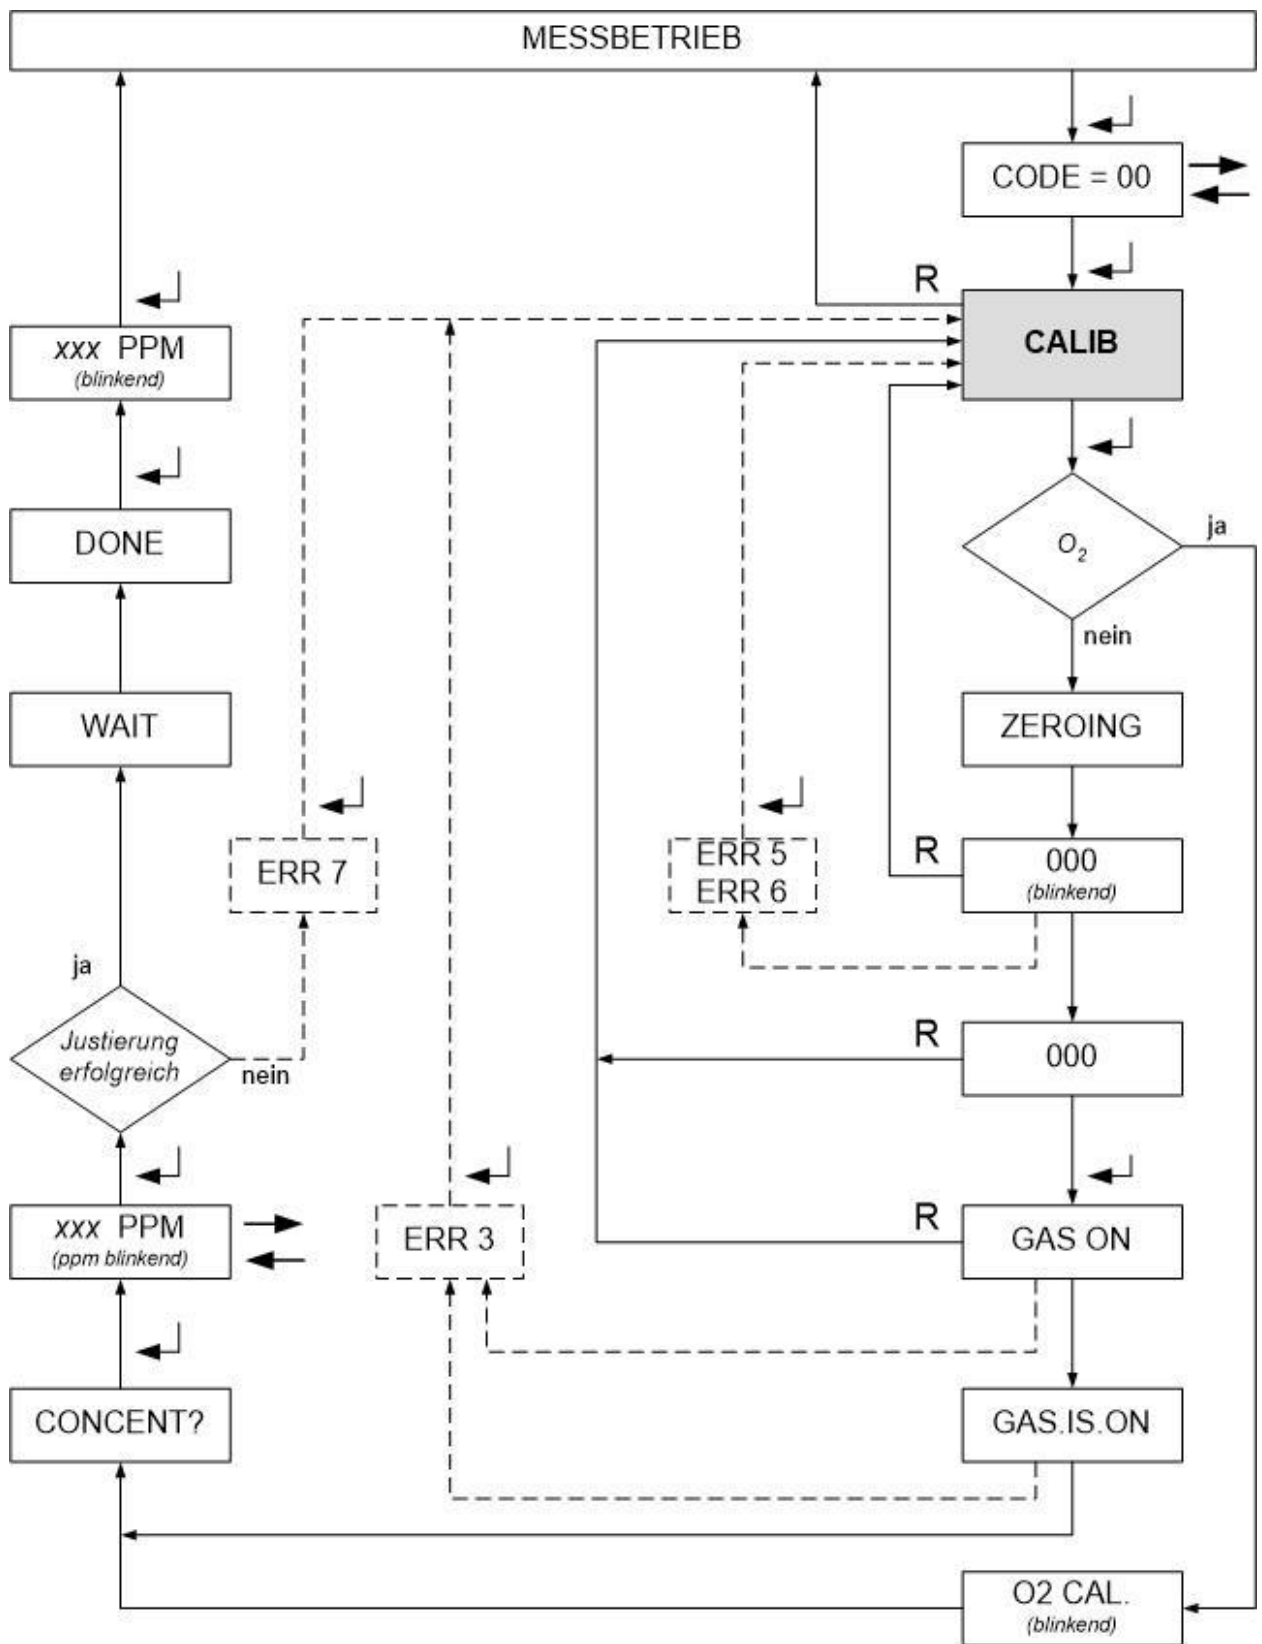 MESSBETRIEB
CODE = 00
R
CALIB
xxx PPM
(blinkend)
DONE
O2
ja
nein
WAIT
ZEROING
ERR 7
ERR 5
ERR 6
R
000
(blinkend)
ja
Justierung
erfolgreich
nein
R
000
xxx PPM
(ppm blinkend)
ERR 3
R
GAS ON
CONCENT?
GAS.IS.ON
O2 CAL.
(blinkend)